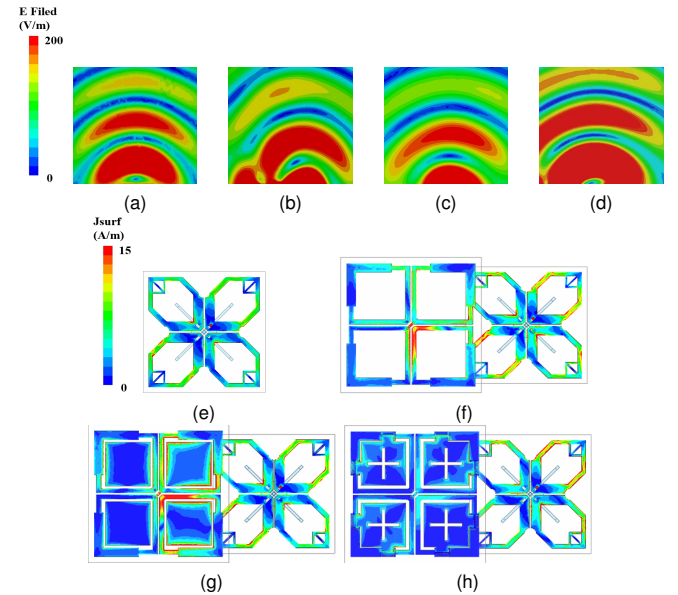 E Filed
(V/m)
200
0
(a) (b) (c) (d)
Jsurf
(A/m)
15
0
(e) (f)
(g) (h)